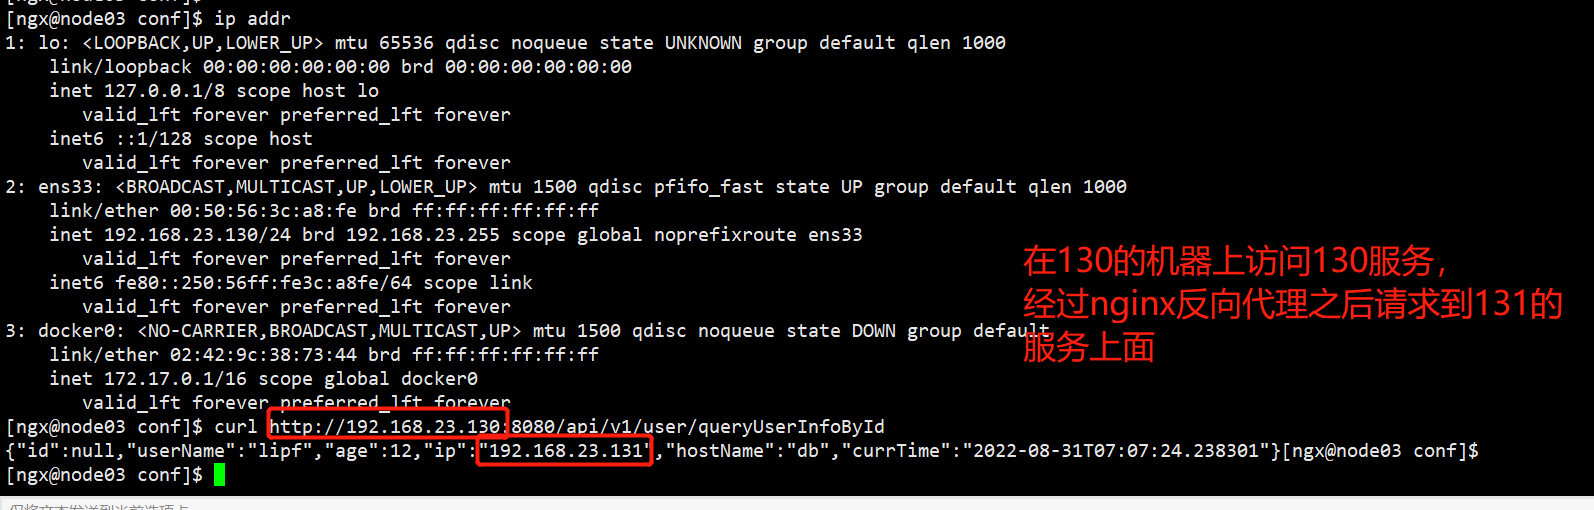 [ngx@node03 conf]$ ip addr
1: lo: <LOOPBACK,UP,LOWER_UP> mtu 65536 qdisc noqueue state UNKNOWN group default qlen 1000
link/loopback 00:00:00:00:00:00 brd 00:00:00:00:00:00
inet 127.0.0.1/8 scope host lo
valid_lft forever preferred_lft forever
inet6 ::1/128 scope host
valid_lft forever preferred_lft forever
2: ens33: <BROADCAST,MULTICAST,UP,LOWER_UP> mtu 1500 qdisc pfifo_fast state UP group default qlen 1000
link/ether 00:50:56:3c:a8:fe brd ff:ff:ff:ff:ff:ff
inet 192.168.23.130/24 brd 192.168.23.255 scope global noprefixroute ens33
valid_lft forever preferred_lft forever
inet6 fe80::250:56ff:fe3c:a8fe/64 scope link
valid_lft forever preferred_lft forever
3: docker0: <NO-CARRIER,BROADCAST,MULTICAST,UP> mtu 1500 qdisc noqueue state DOWN group default
link/ether 02:42:9c:38:73:44 brd ff:ff:ff:ff:ff:ff
inet 172.17.0.1/16 scope global docker0
valid_lft forever preferred_lft forever
[ngx@node03 conf]$ curl http://192.168.23.130:8080/api/v1/user/queryUserInfoById
{"id":null,"userName":"lipf","age":12,"ip":"192.168.23.131","hostName":"db","currTime":"2022-08-31T07:07:24.238301"}[ngx@node03 conf]$
[ngx@node03 conf]$
在130的机器上访问130服务，
经过nginx反向代理之后请求到131的
服务上面